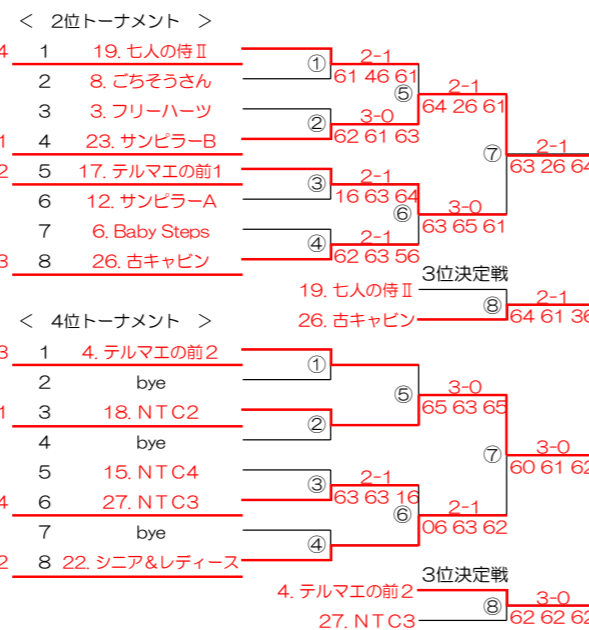 ＜ 2位トーナメント ＞
4 1 19. 七人の侍Ⅱ
2 8. ごちそうさん
3 3. フリーハーツ
1 4 23. サンピラーB
2 5 17. テルマエの前1
6 12. サンピラーA
7 6. Baby Steps
3 8 26. 古キャビン
① 2-1
61 46 61
② 3-0
62 61 63
③ 2-1
16 63 64
④ 2-1
62 63 56
⑤ 2-1
64 26 61
⑥ 3-0
63 65 61
⑦ 2-1
63 26 64
3位決定戦
19. 七人の侍Ⅱ
26. 古キャビン
⑧ 2-1
64 61 36
＜ 4位トーナメント ＞
3 1 4. テルマエの前2
2 bye
1 3 18. NTC2
4 bye
5 15. NTC4
4 6 27. NTC3
7 bye
2 8 22. シニア&レディース
①
②
③ 2-1
63 63 16
④
⑤ 3-0
65 63 65
⑥ 2-1
06 63 62
⑦ 3-0
60 61 62
3位決定戦
4. テルマエの前2
27. NTC3
⑧ 3-0
62 62 62